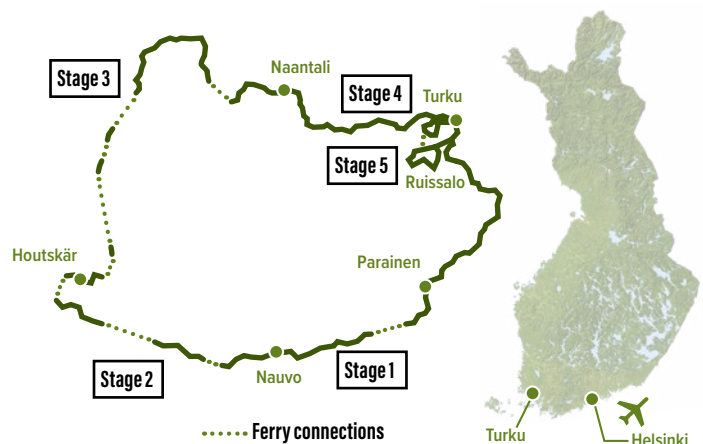 Naantali
Stage 3
Stage 4
Turku
Stage 5
Ruissalo
Houtskär
Parainen
Stage 2
Nauvo
Stage 1
Ferry connections
Turku
Helsinki